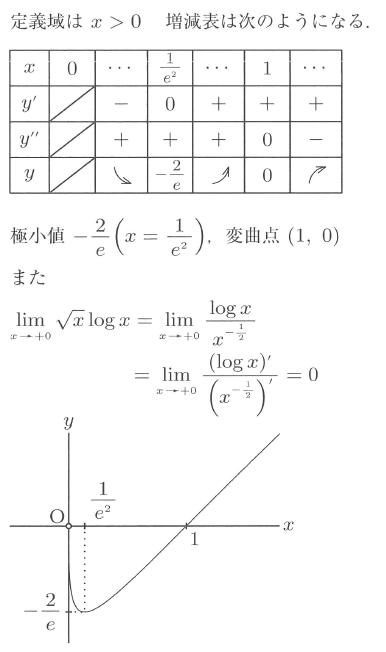 定義域は x > 0　増減表は次のようになる.
x 0 ··· 1/e² ··· 1 ···
y′ − 0 + + +
y″ + + + 0 −
y −2/e 0
極小値 −2/e (x = 1/e²), 変曲点 (1, 0)
また
lim_{x→+0} √x log x = lim_{x→+0} log x / x^{−1/2}
= lim_{x→+0} (log x)′ / (x^{−1/2})′ = 0
y
1/e²
O
x
1
−2/e